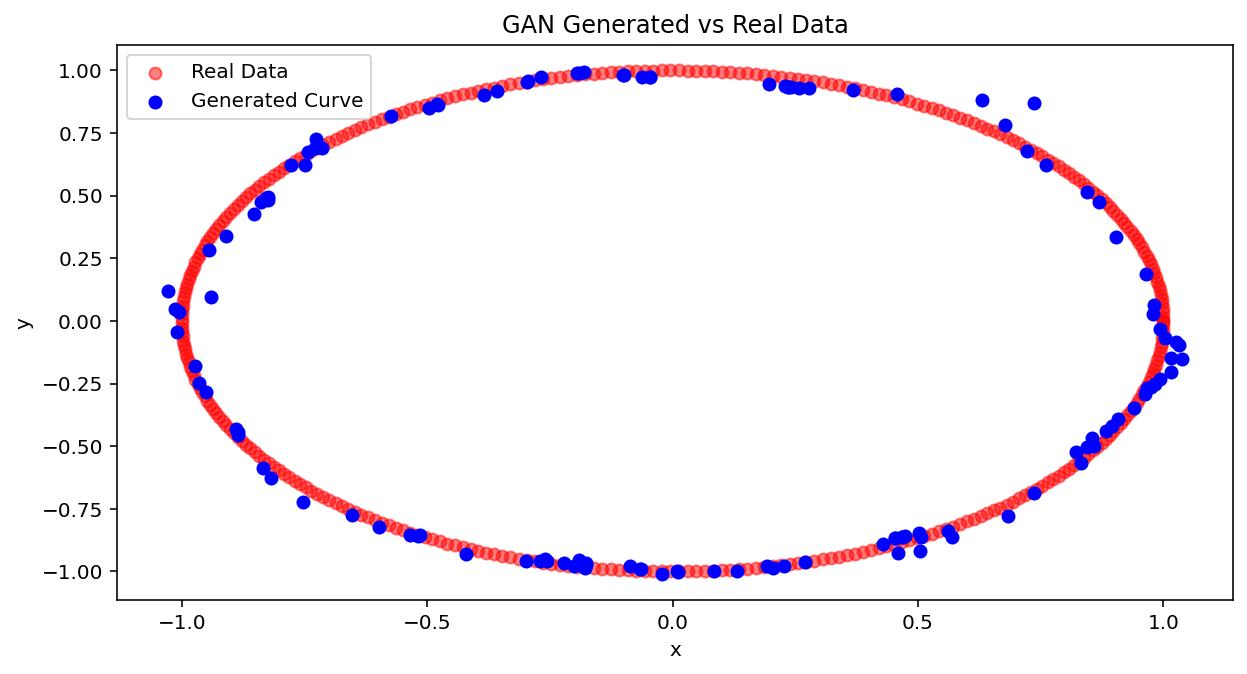 GAN Generated vs Real Data
Real Data
Generated Curve
1.00
0.75
0.50
0.25
0.00
−0.25
−0.50
−0.75
−1.00
y
−1.0 −0.5 0.0 0.5 1.0
x